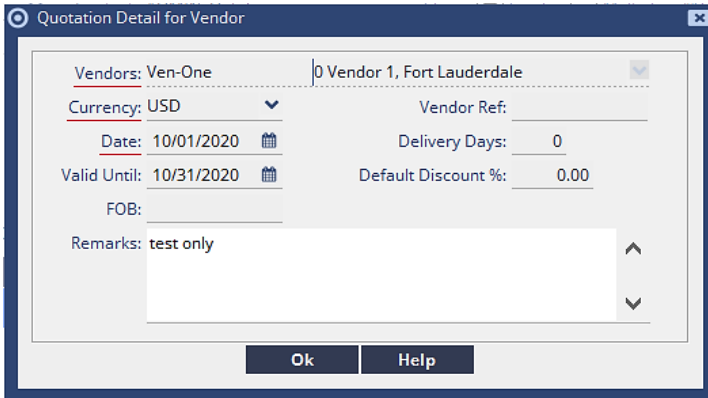 Quotation Detail for Vendor
Vendors: Ven-One 0 Vendor 1, Fort Lauderdale
Currency: USD Vendor Ref:
Date: 10/01/2020 Delivery Days: 0
Valid Until: 10/31/2020 Default Discount %: 0.00
FOB:
Remarks: test only
Ok Help